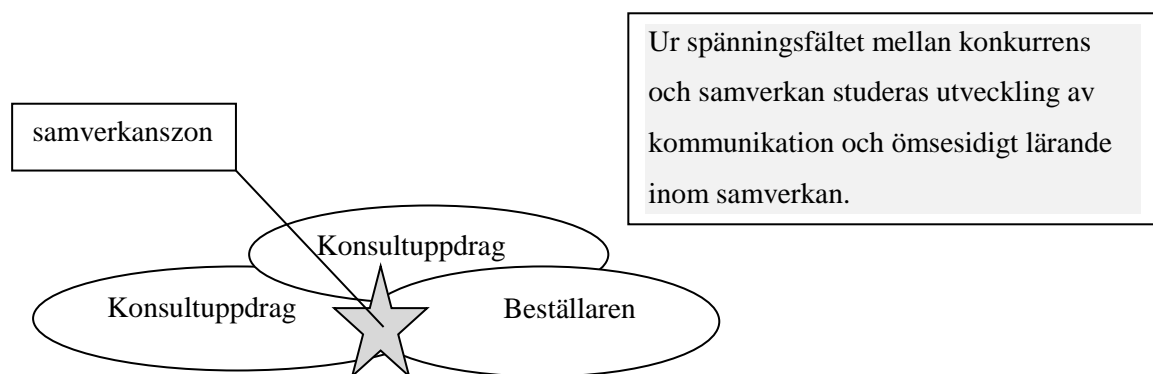 Ur spänningsfältet mellan konkurrens
och samverkan studeras utveckling av
kommunikation och ömsesidigt lärande
inom samverkan.
samverkanszon
Konsultuppdrag
Konsultuppdrag
Beställaren